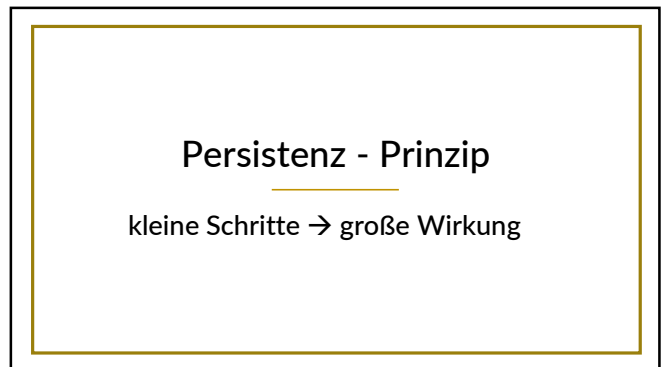 Persistenz - Prinzip
kleine Schritte → große Wirkung